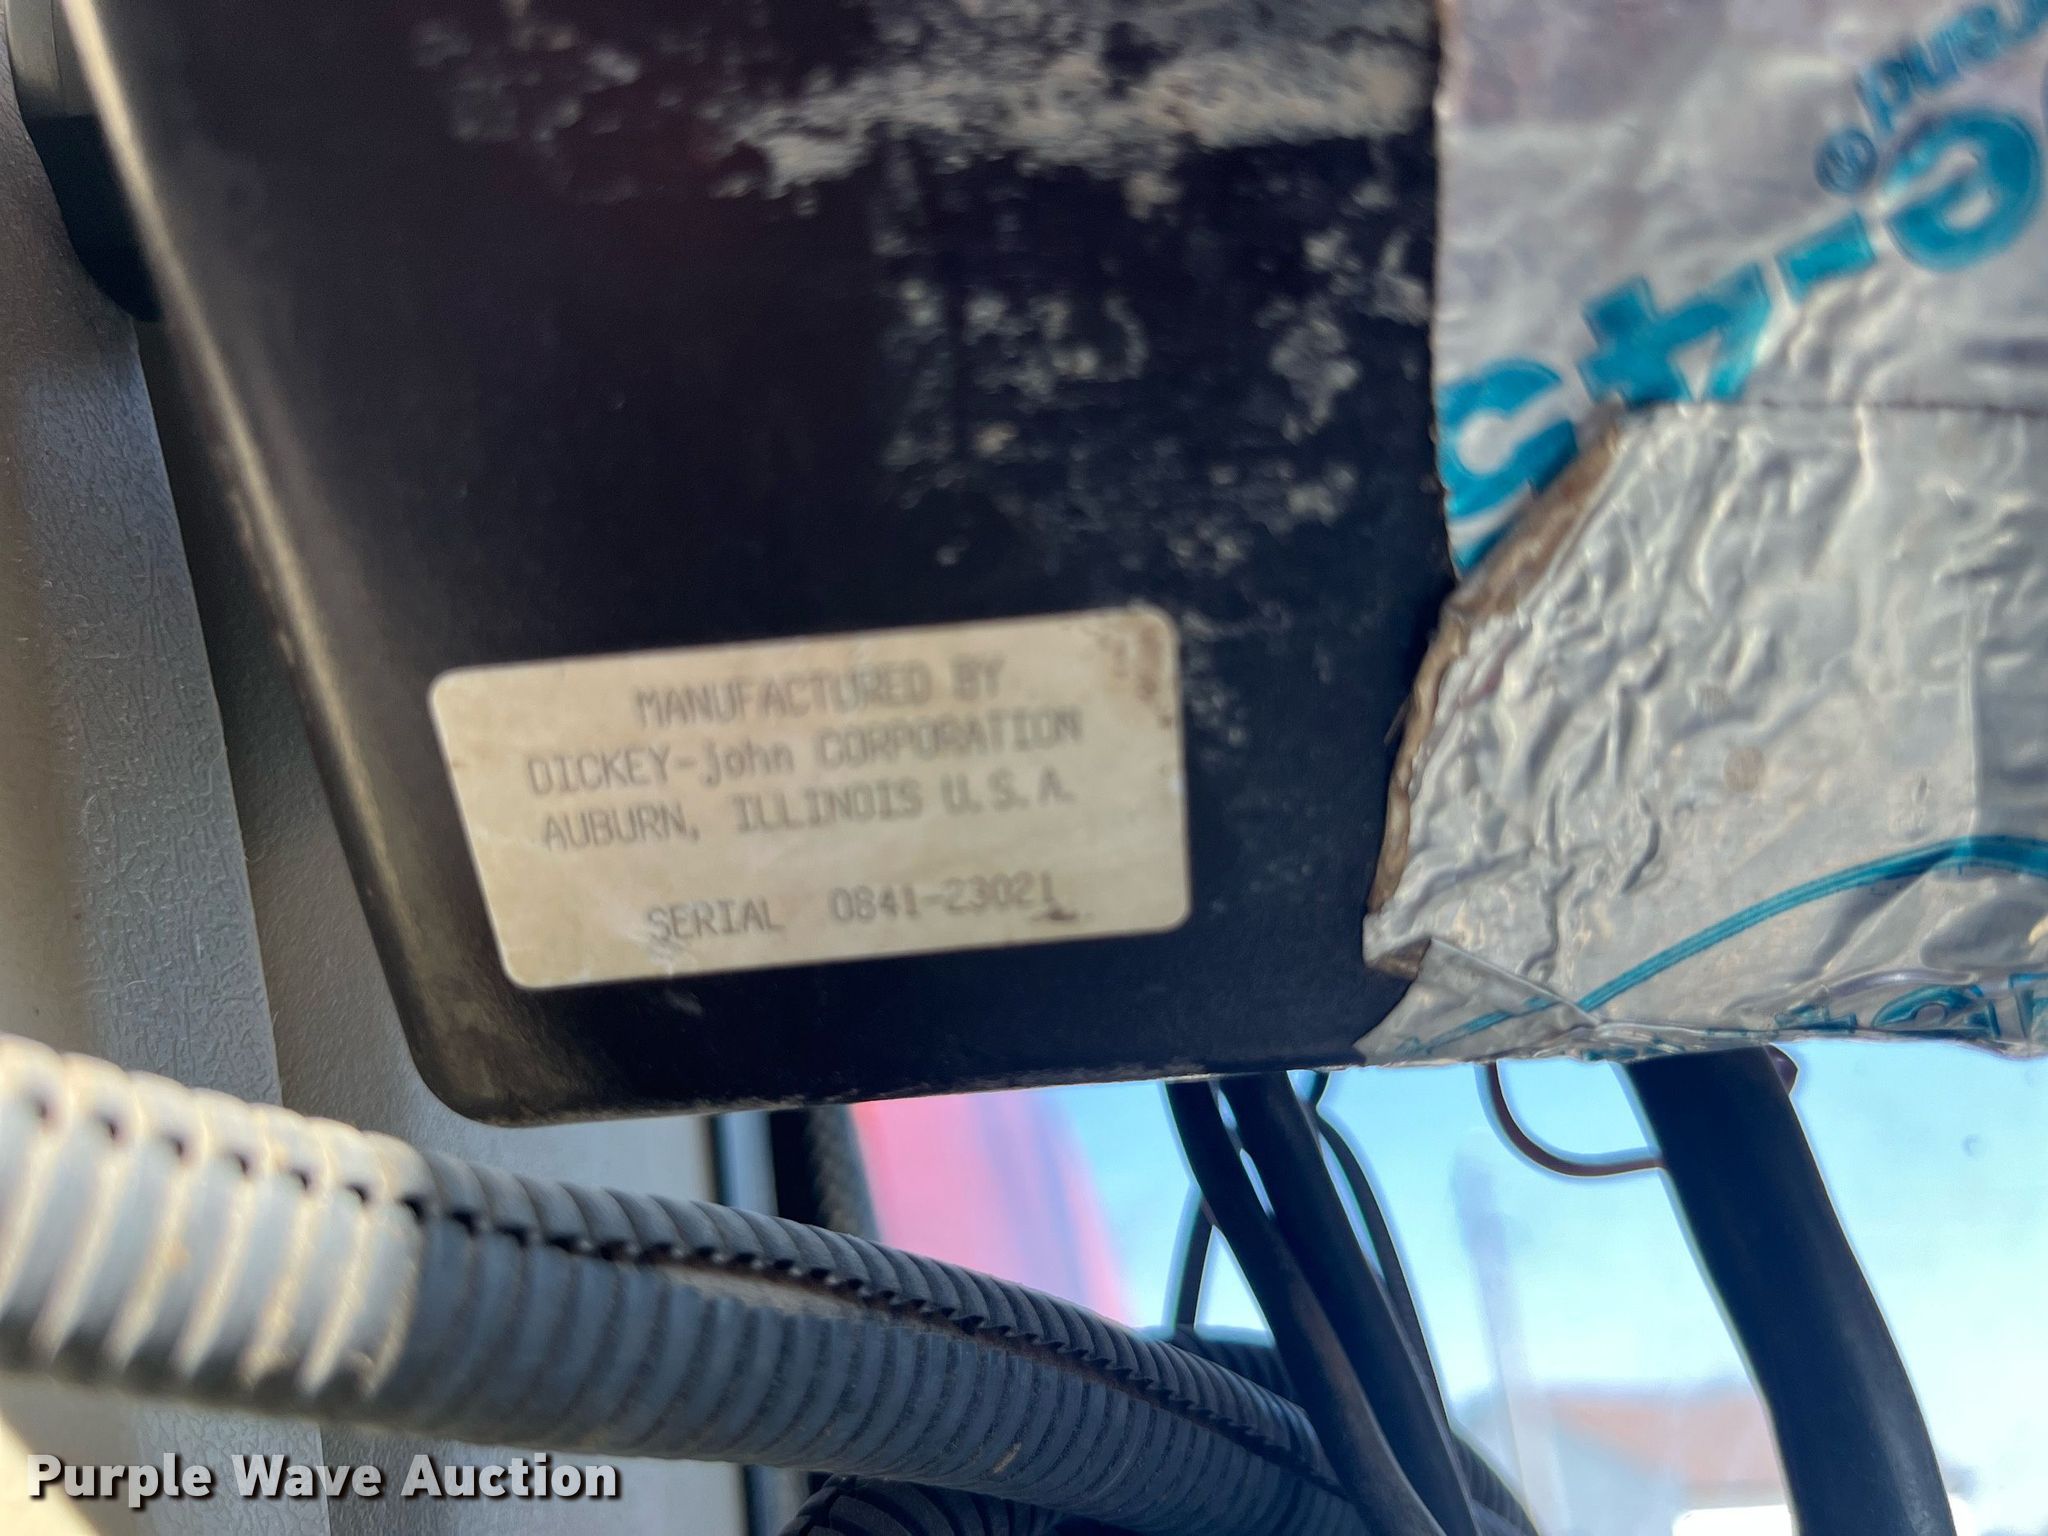 MANUFACTURED BY
DICKEY-john CORPORATION
AUBURN, ILLINOIS U.S.A.
SERIAL 0841-23021
Purple Wave Auction